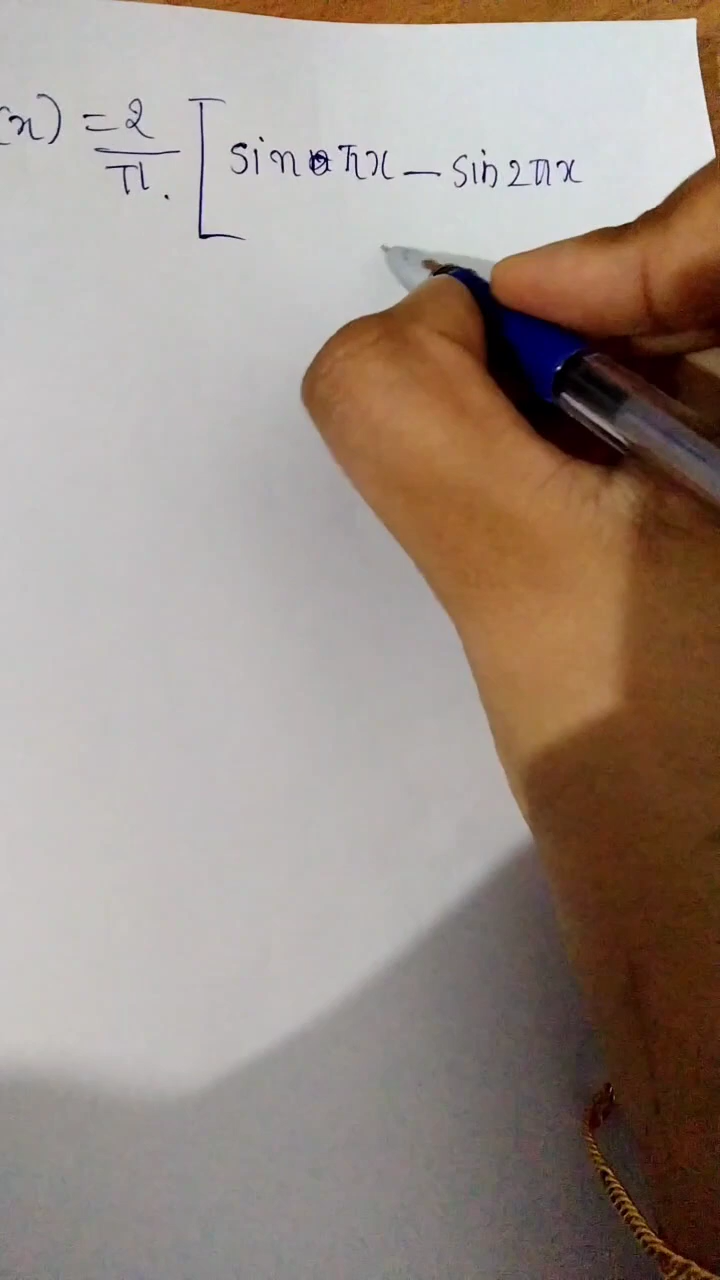 (x) = 2/π. [ sin πx - sin 2πx